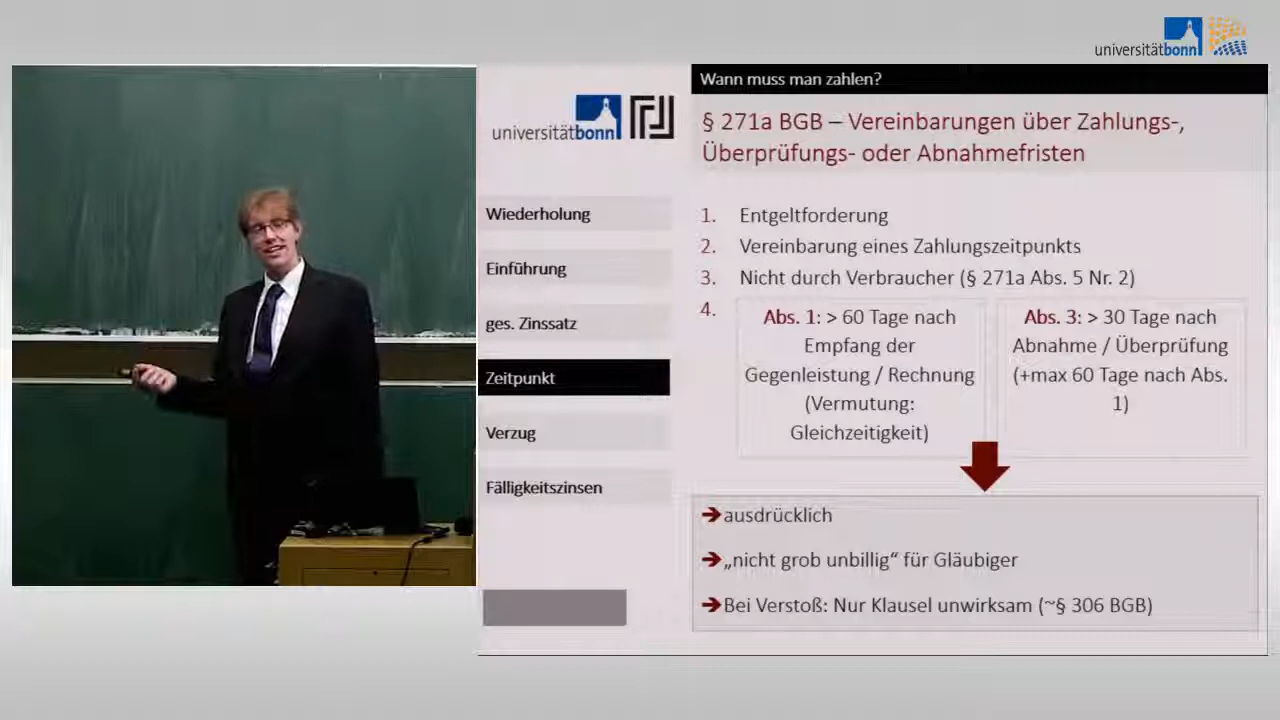 universitätbonn
Wann muss man zahlen?
universitätbonn
§ 271a BGB – Vereinbarungen über Zahlungs-,
Überprüfungs- oder Abnahmefristen
Wiederholung
Einführung
ges. Zinssatz
Zeitpunkt
Verzug
Fälligkeitszinsen
1. Entgeltforderung
2. Vereinbarung eines Zahlungszeitpunkts
3. Nicht durch Verbraucher (§ 271a Abs. 5 Nr. 2)
4.
Abs. 1: > 60 Tage nach
Empfang der
Gegenleistung / Rechnung
(Vermutung:
Gleichzeitigkeit)
Abs. 3: > 30 Tage nach
Abnahme / Überprüfung
(+max 60 Tage nach Abs.
1)
➔ausdrücklich
➔„nicht grob unbillig“ für Gläubiger
➔Bei Verstoß: Nur Klausel unwirksam (~§ 306 BGB)